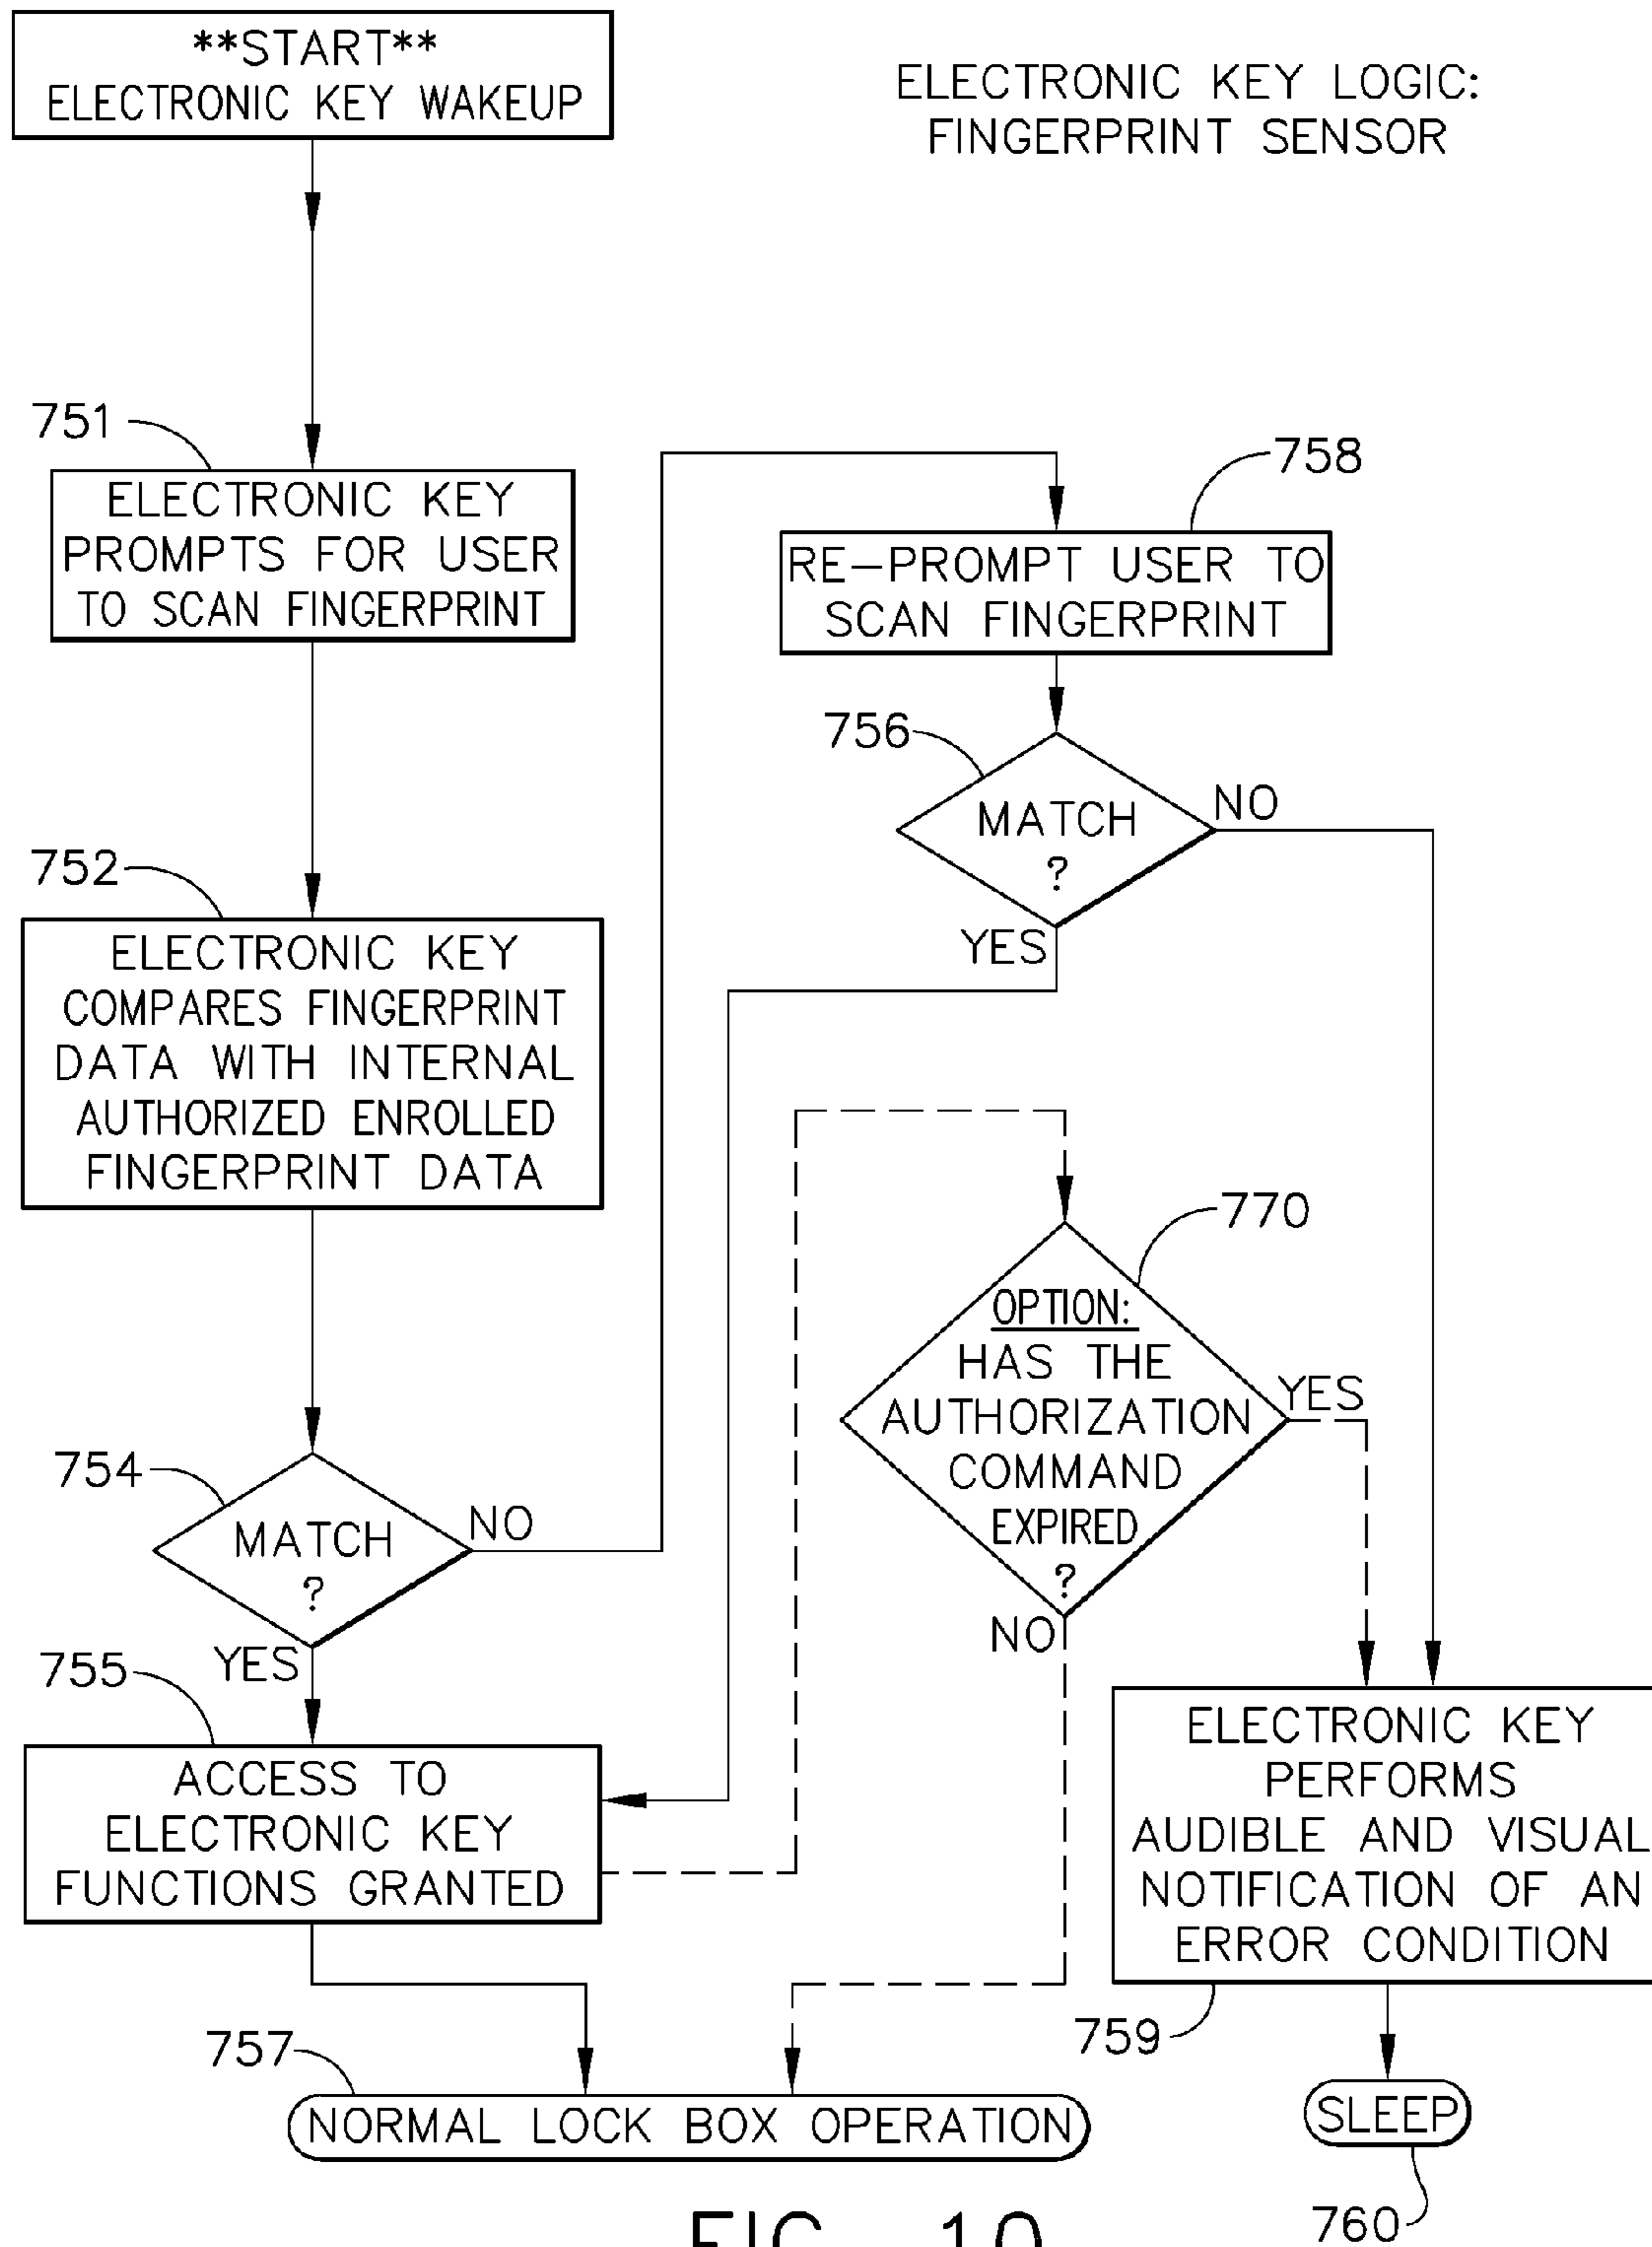 **START**
ELECTRONIC KEY WAKEUP
ELECTRONIC KEY LOGIC:
FINGERPRINT SENSOR
751
ELECTRONIC KEY
PROMPTS FOR USER
TO SCAN FINGERPRINT
758
RE-PROMPT USER TO
SCAN FINGERPRINT
756
MATCH
?
NO
YES
752
ELECTRONIC KEY
COMPARES FINGERPRINT
DATA WITH INTERNAL
AUTHORIZED ENROLLED
FINGERPRINT DATA
770
OPTION:
HAS THE
AUTHORIZATION
COMMAND
EXPIRED
?
YES
NO
754
MATCH
?
NO
YES
755
ACCESS TO
ELECTRONIC KEY
FUNCTIONS GRANTED
ELECTRONIC KEY
PERFORMS
AUDIBLE AND VISUAL
NOTIFICATION OF AN
ERROR CONDITION
759
757
NORMAL LOCK BOX OPERATION
SLEEP
760